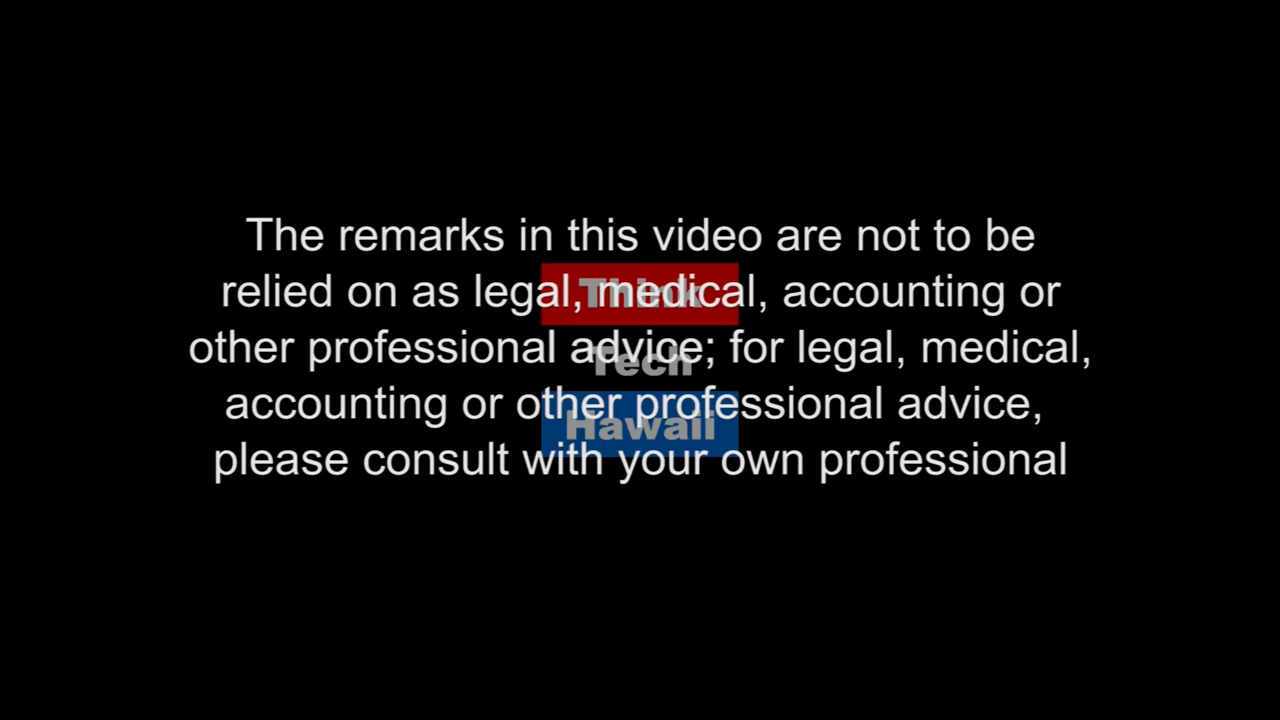 The remarks in this video are not to be
relied on as legal, medical, accounting or
other professional advice; for legal, medical,
accounting or other professional advice,
please consult with your own professional
Think
Tech
Hawaii